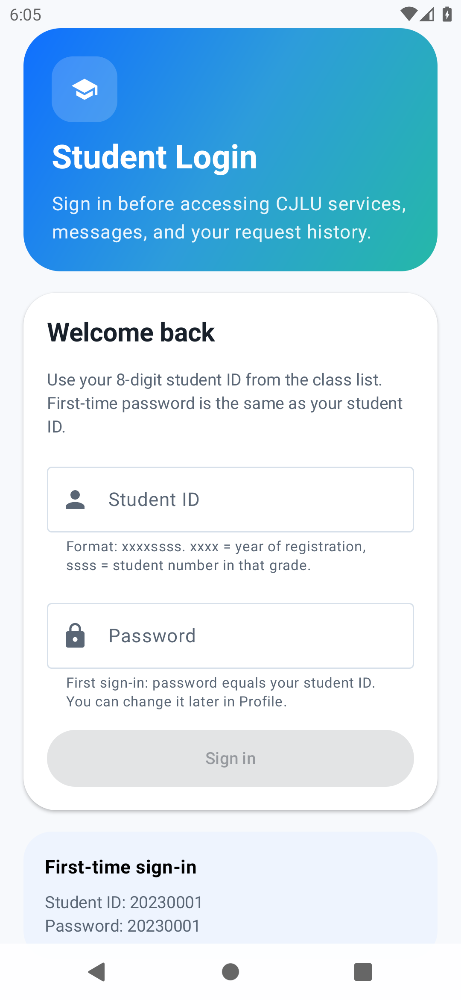 6:05
Student Login
Sign in before accessing CJLU services,
messages, and your request history.
Welcome back
Use your 8-digit student ID from the class list.
First-time password is the same as your student
ID.
Student ID
Format: xxxxssss. xxxx = year of registration,
ssss = student number in that grade.
Password
First sign-in: password equals your student ID.
You can change it later in Profile.
Sign in
First-time sign-in
Student ID: 20230001
Password: 20230001